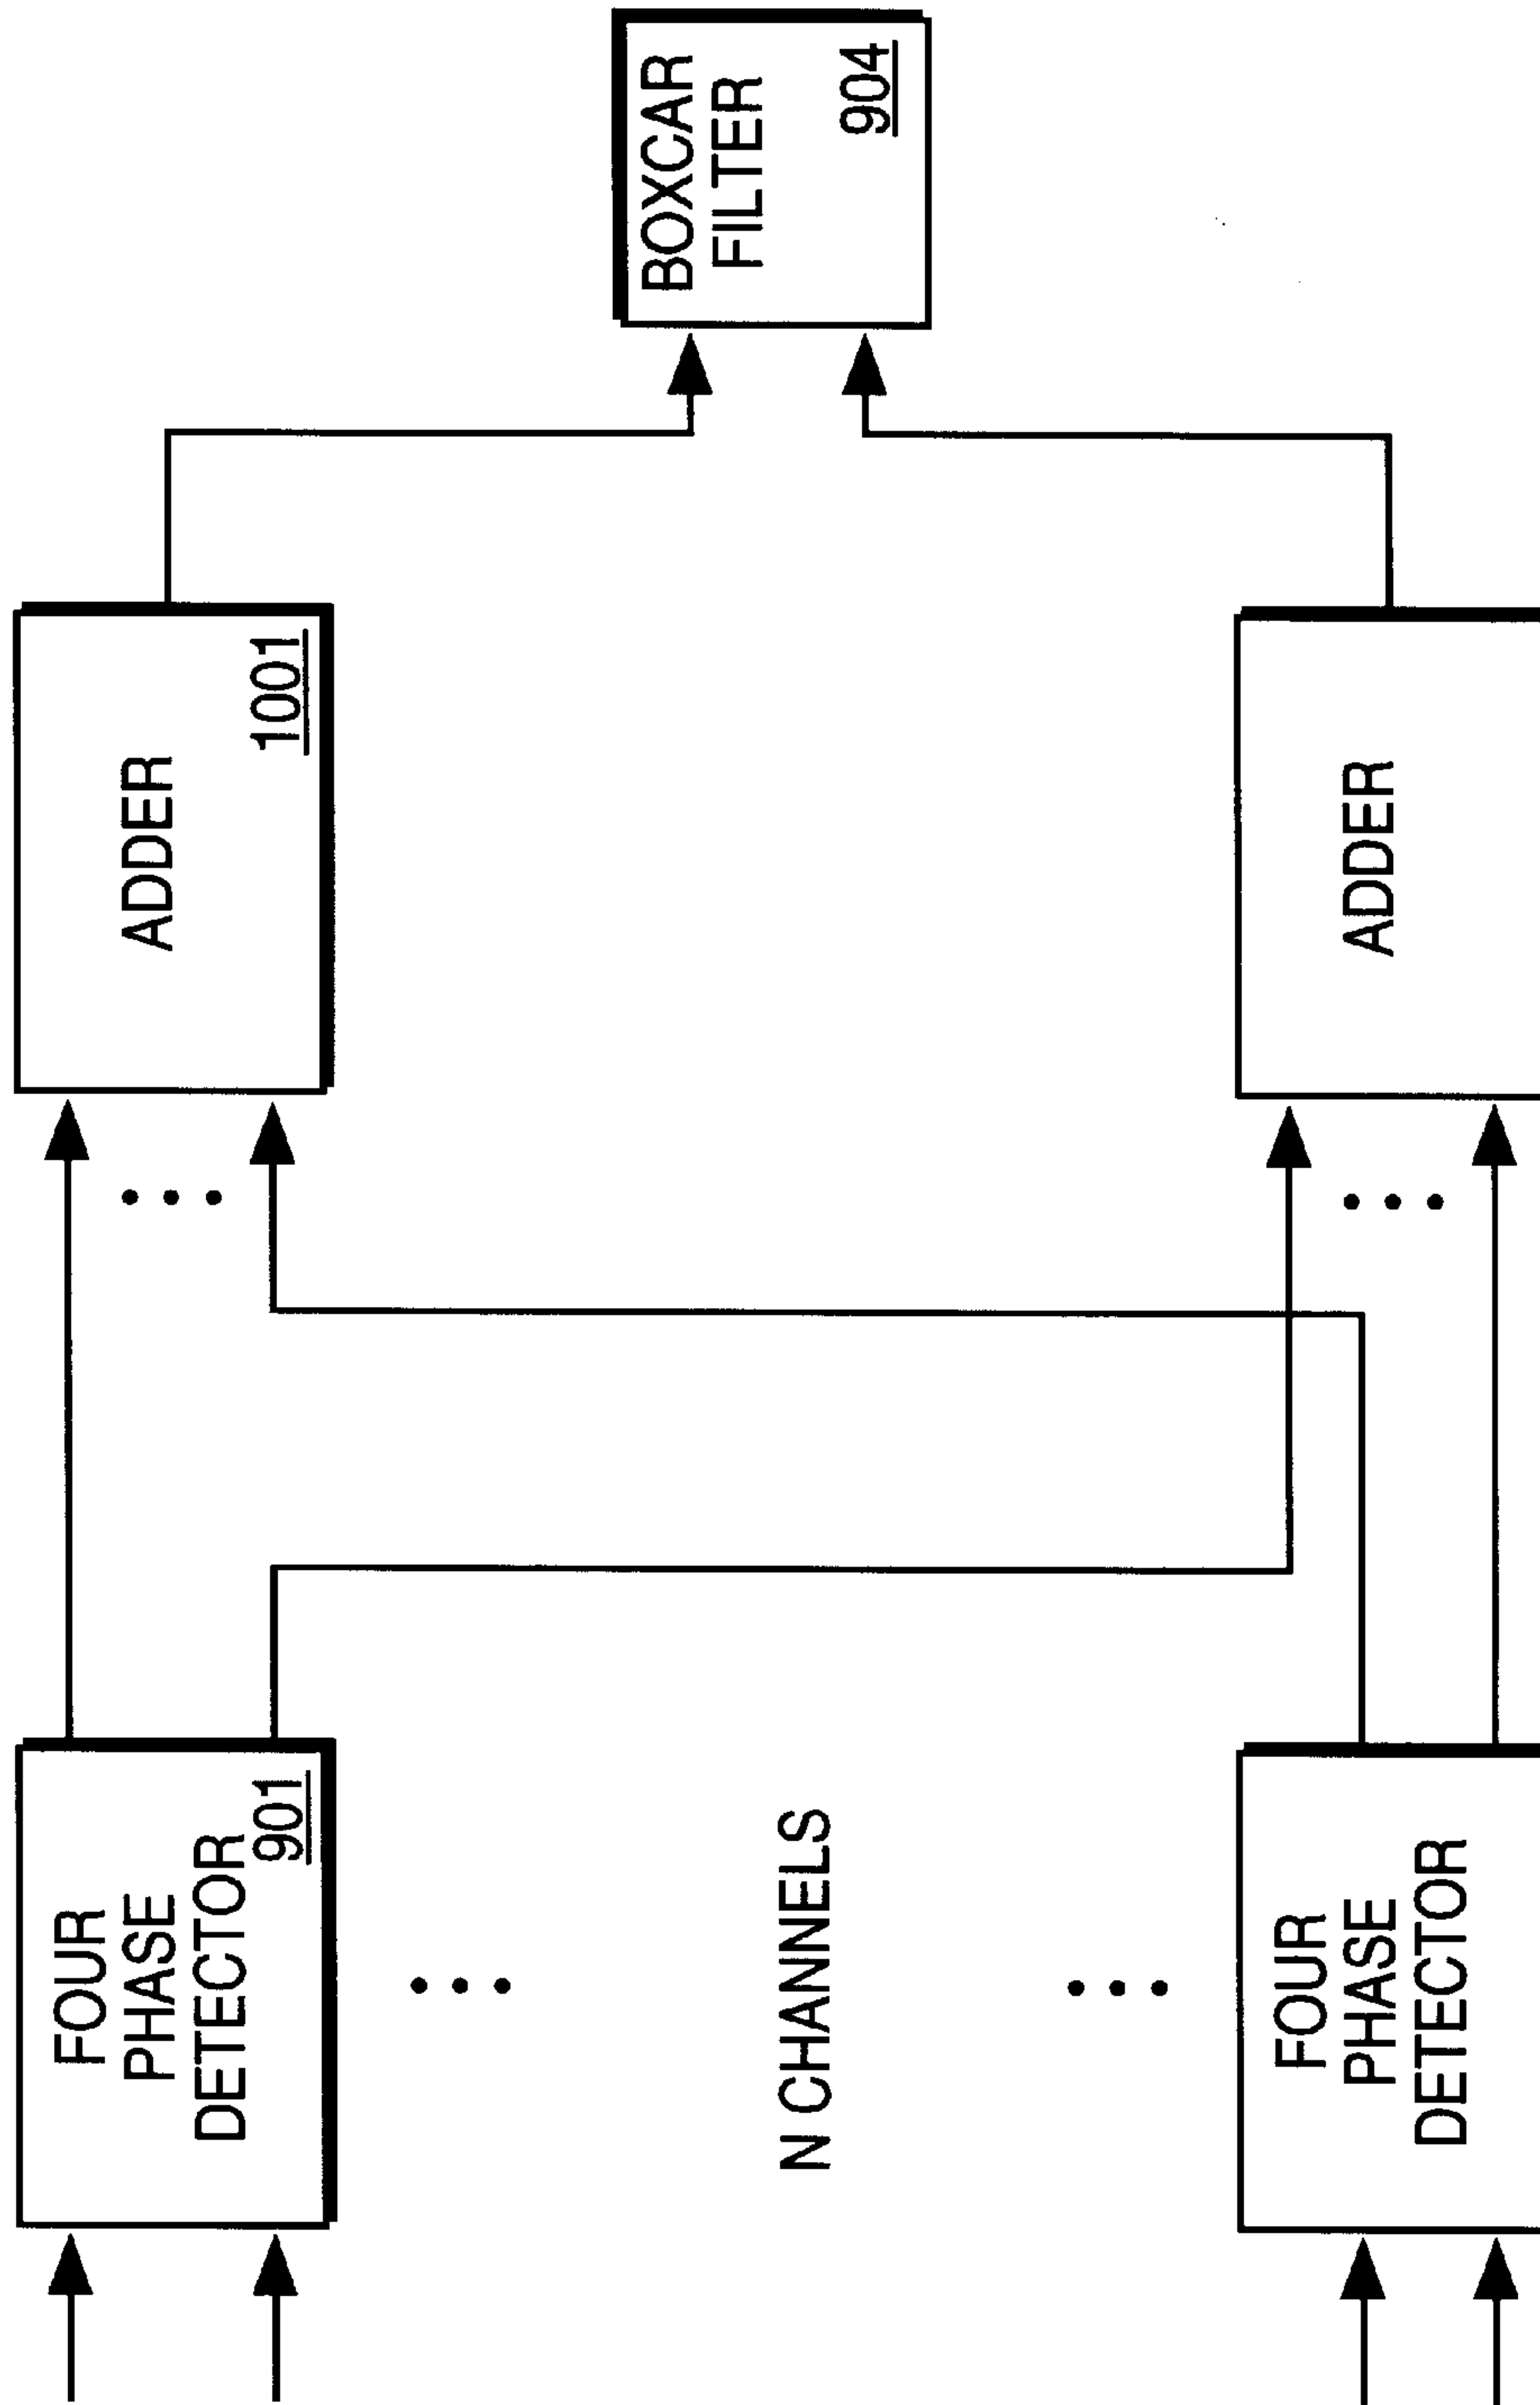 FOUR
PHASE
DETECTOR
901
N CHANNELS
FOUR
PHASE
DETECTOR
ADDER
1001
ADDER
BOXCAR
FILTER
904